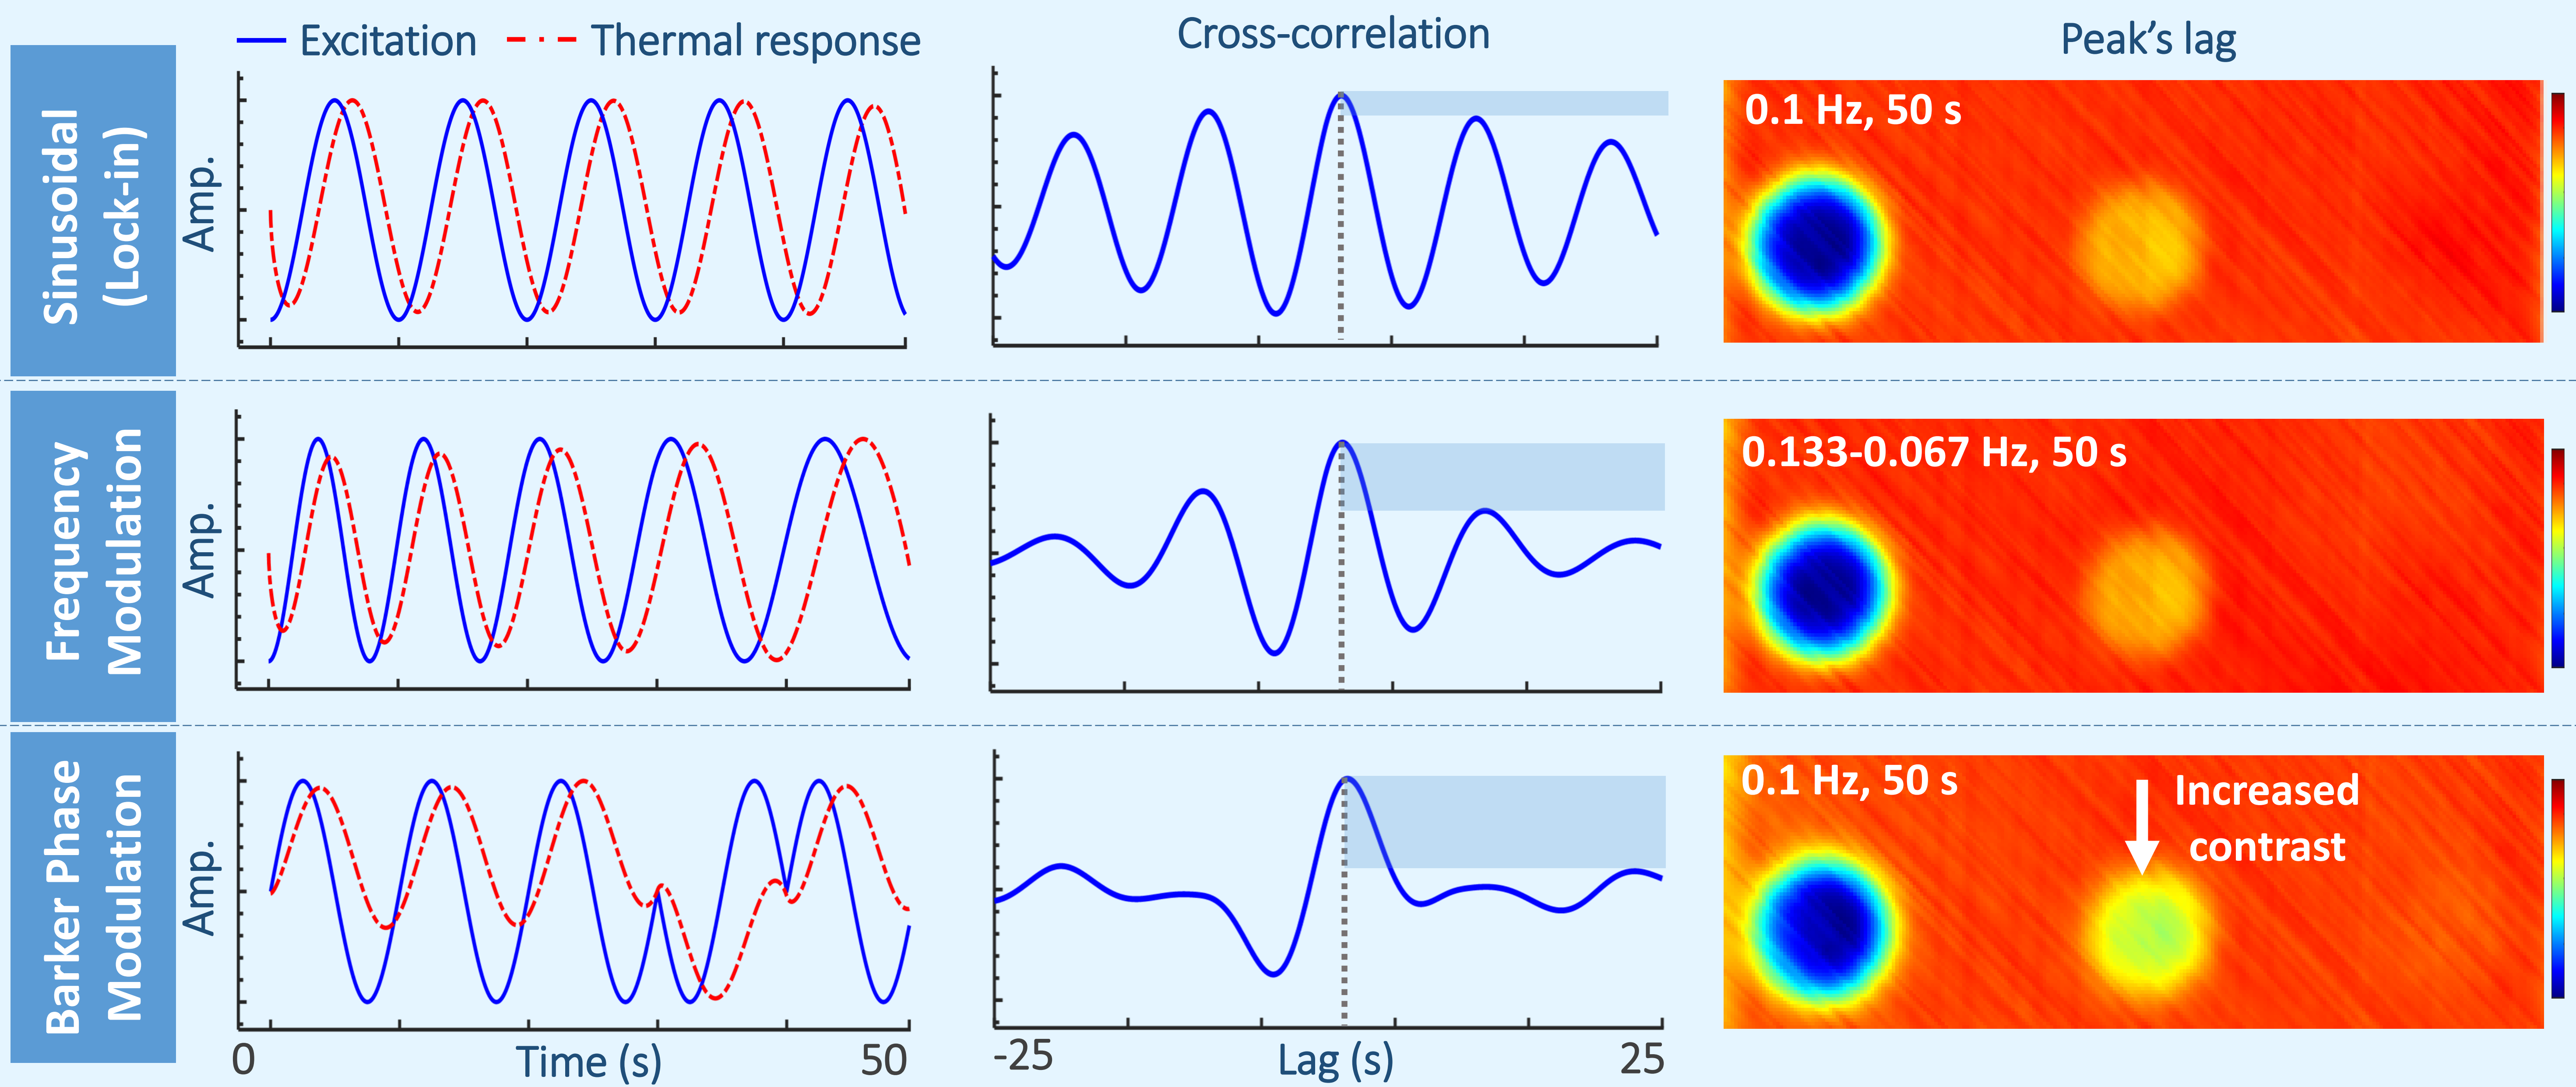 Excitation
Thermal response
Cross-correlation
Peak's lag
Sinusoidal
(Lock-in)
Amp.
0.1 Hz, 50 s
Frequency
Modulation
Amp.
0.133-0.067 Hz, 50 s
Barker Phase
Modulation
Amp.
0.1 Hz, 50 s
Increased
contrast
0
Time (s)
50
-25
Lag (s)
25